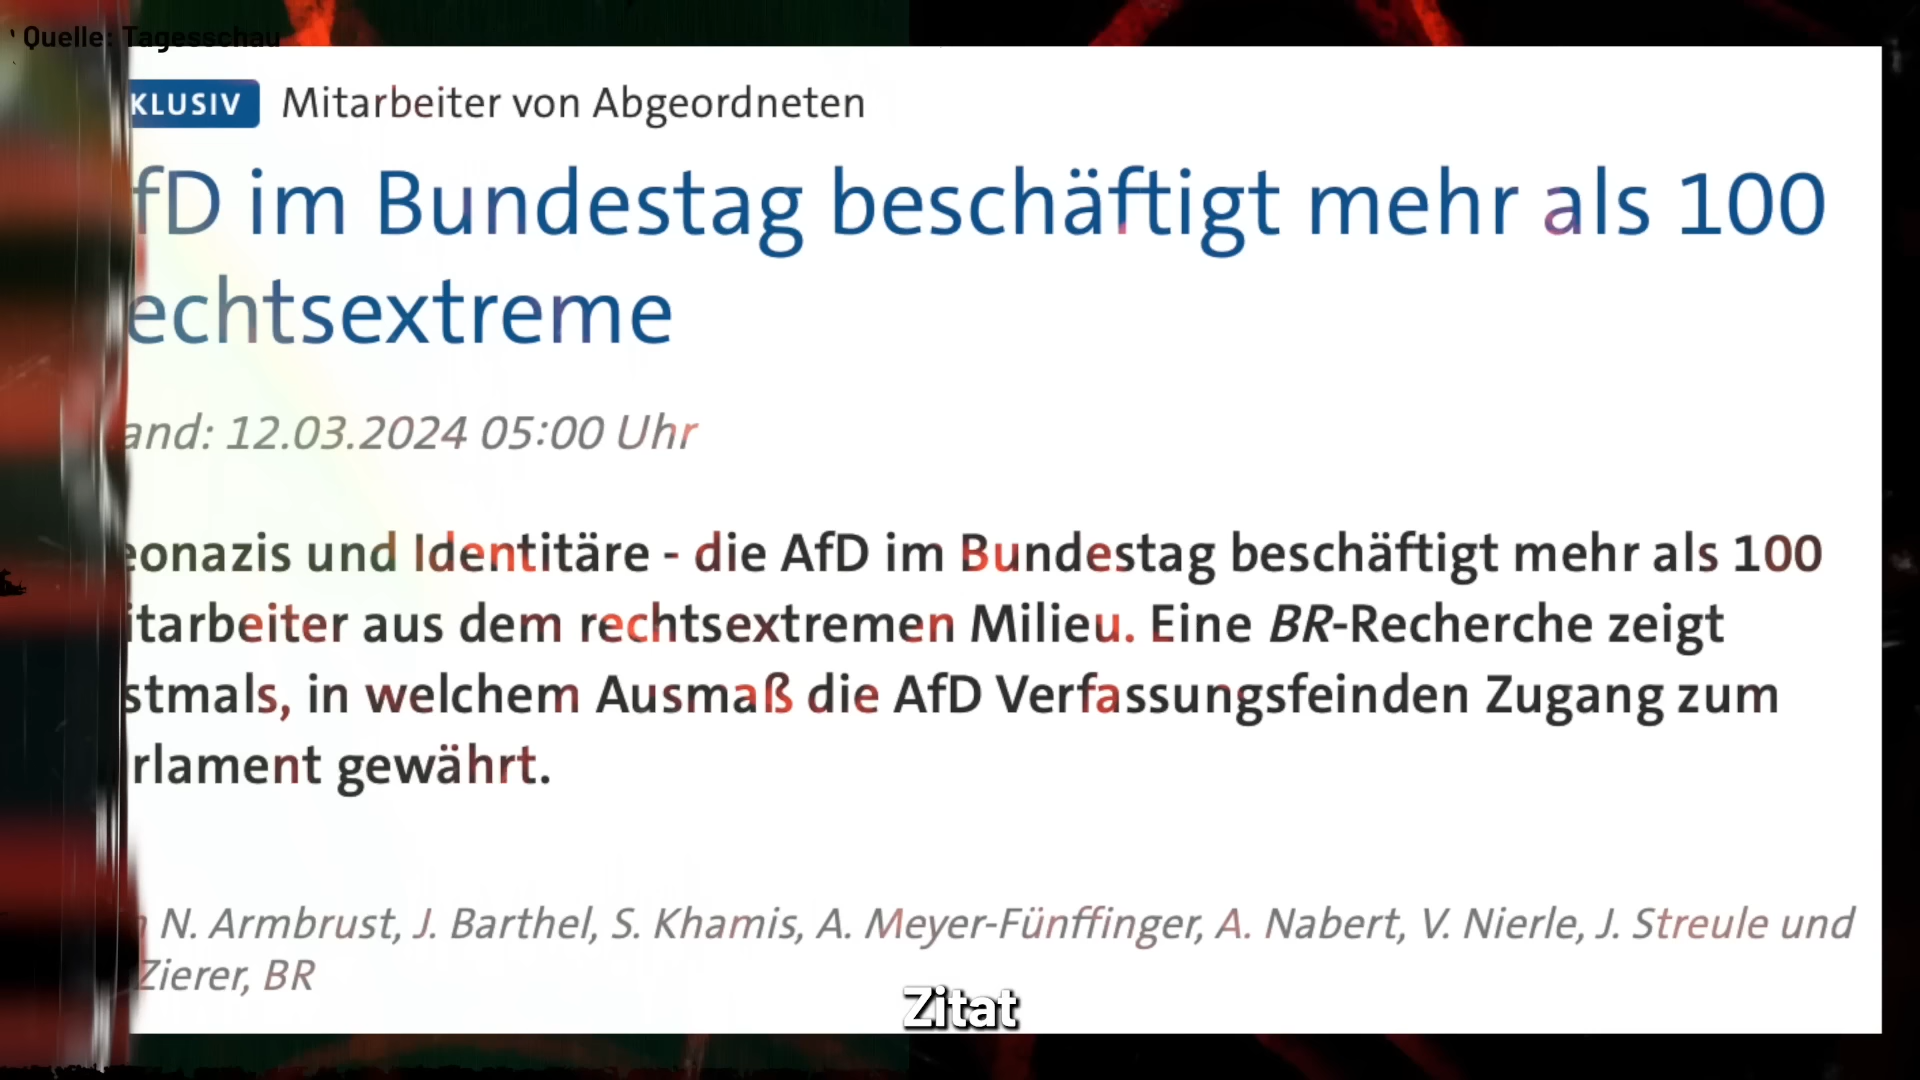 Quelle: Tagesschau
KLUSIV Mitarbeiter von Abgeordneten
fD im Bundestag beschäftigt mehr als 100
echtsextreme
and: 12.03.2024 05:00 Uhr
eonazis und Identitäre - die AfD im Bundestag beschäftigt mehr als 100
itarbeiter aus dem rechtsextremen Milieu. Eine BR-Recherche zeigt
stmals, in welchem Ausmaß die AfD Verfassungsfeinden Zugang zum
rlament gewährt.
N. Armbrust, J. Barthel, S. Khamis, A. Meyer-Fünffinger, A. Nabert, V. Nierle, J. Streule und
Zierer, BR
Zitat